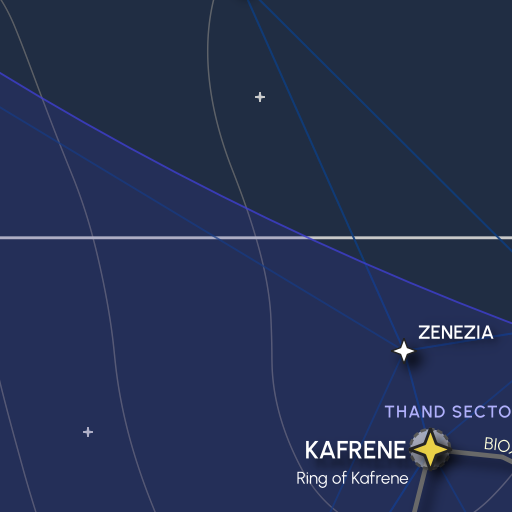 ZENEZIA
THAND SECTO
KAFRENE
BIO
Ring of Kafrene